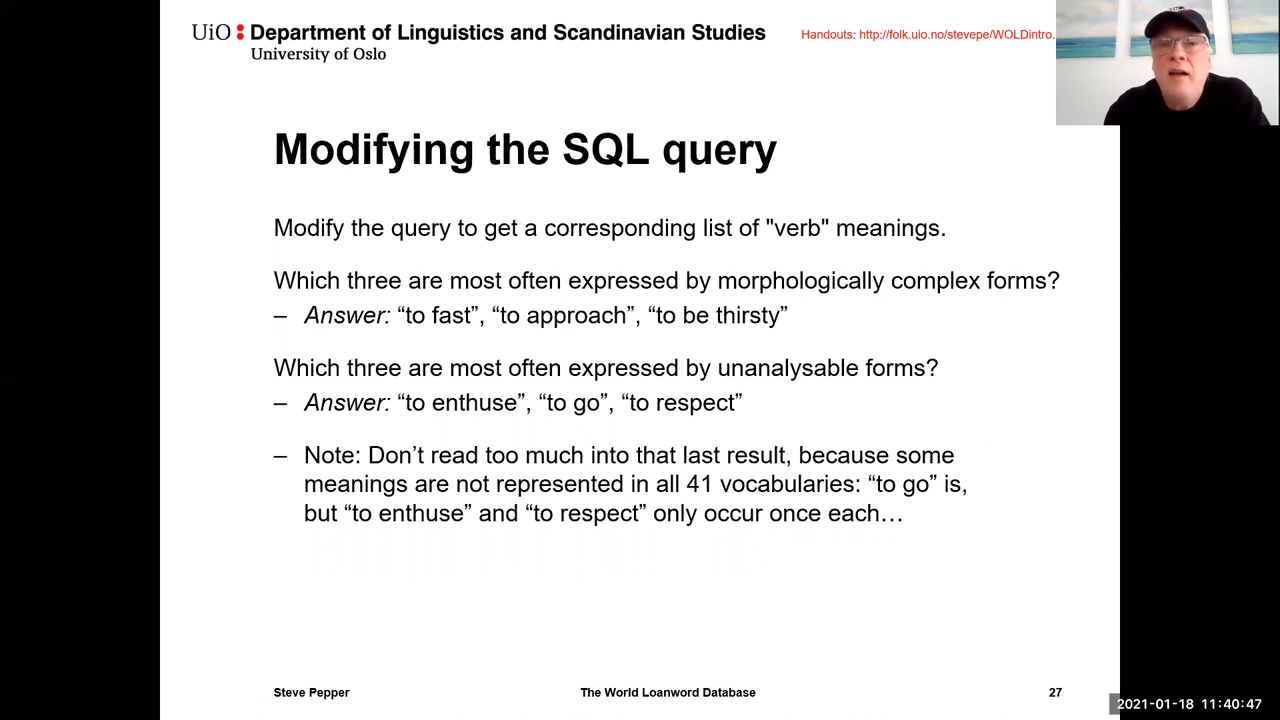 UiO : Department of Linguistics and Scandinavian Studies
University of Oslo
Handouts: http://folk.uio.no/stevepe/WOLDintro.
Modifying the SQL query
Modify the query to get a corresponding list of "verb" meanings.
Which three are most often expressed by morphologically complex forms?
– Answer: “to fast”, “to approach”, “to be thirsty”
Which three are most often expressed by unanalysable forms?
– Answer: “to enthuse”, “to go”, “to respect”
– Note: Don’t read too much into that last result, because some
meanings are not represented in all 41 vocabularies: “to go” is,
but “to enthuse” and “to respect” only occur once each…
Steve Pepper
The World Loanword Database
27
2021-01-18 11:40:47